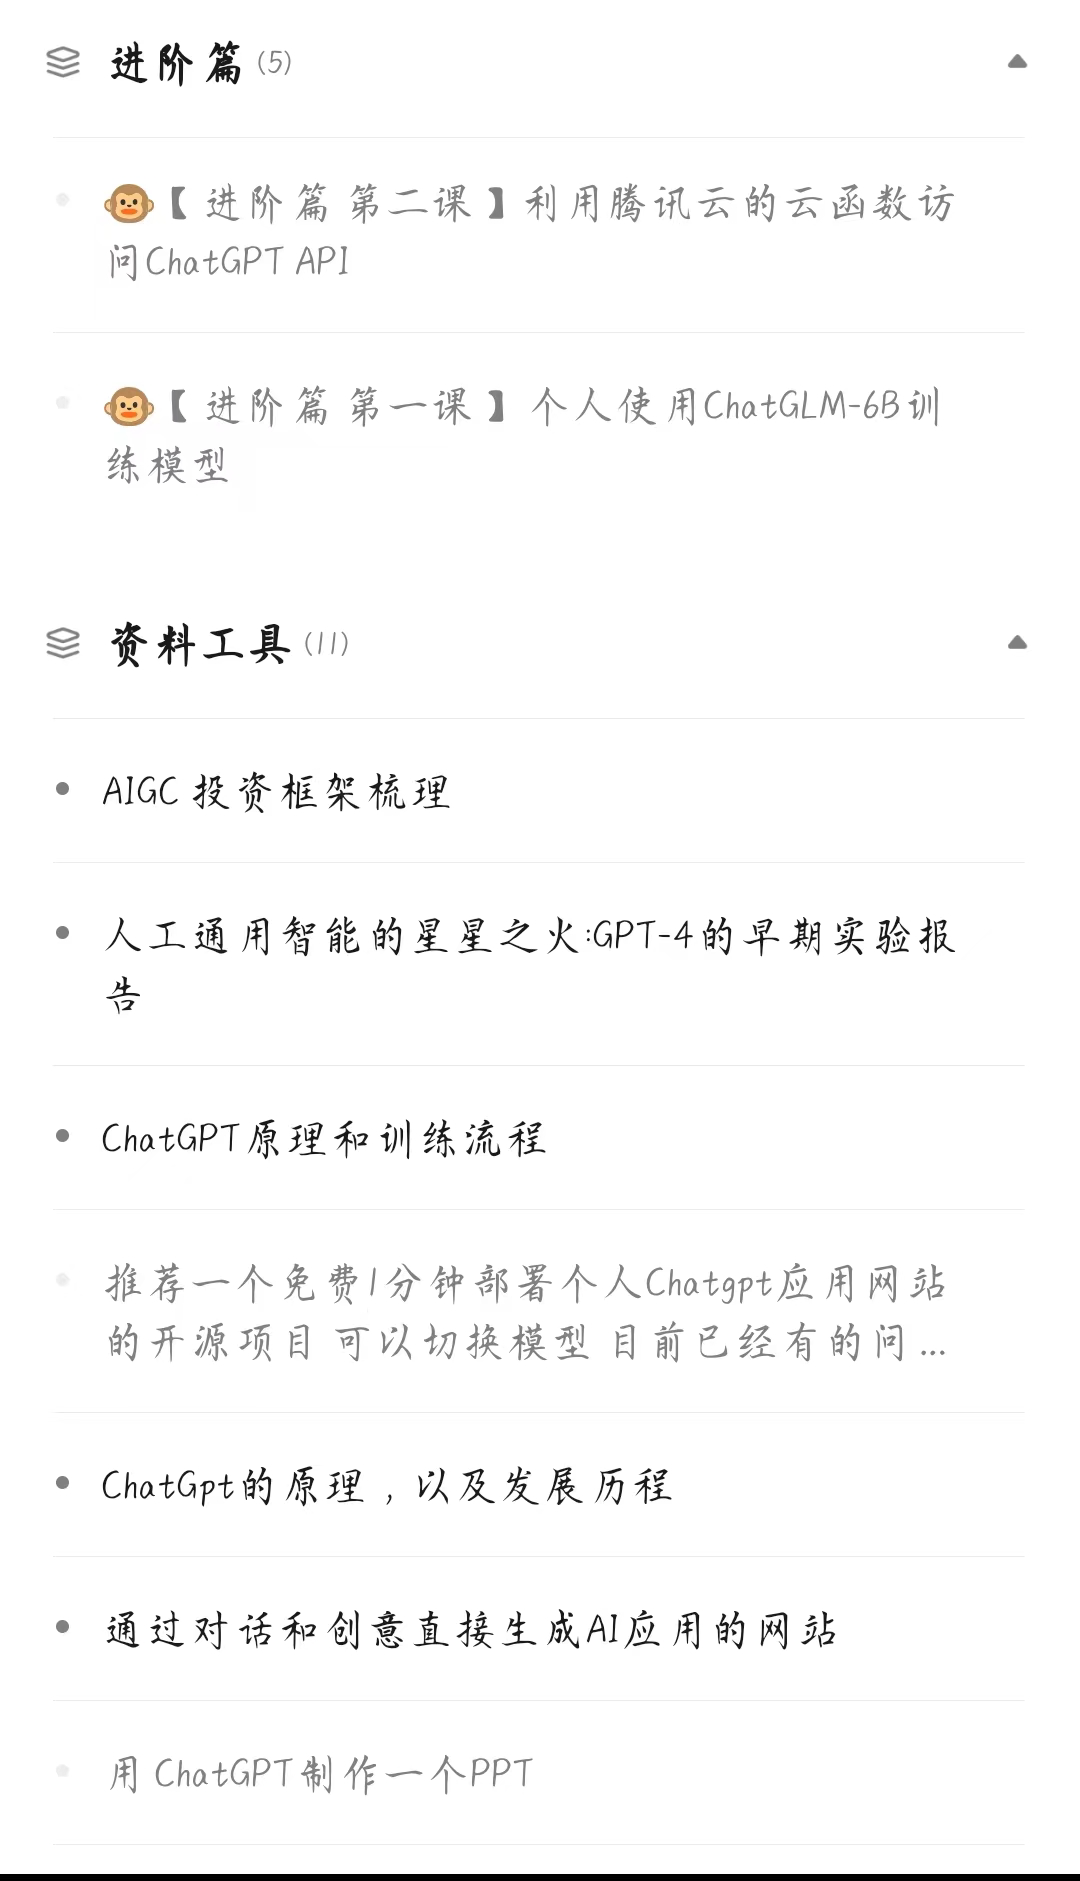 进阶篇 (5)
🐵【进阶篇 第二课】利用腾讯云的云函数访
问ChatGPT API
🐵【进阶篇 第一课】个人使用ChatGLM-6B训
练模型
资料工具 (11)
AIGC 投资框架梳理
人工通用智能的星星之火:GPT-4的早期实验报
告
ChatGPT原理和训练流程
推荐一个免费1分钟部署个人Chatgpt应用网站
的开源项目 可以切换模型 目前已经有的问...
ChatGpt的原理，以及发展历程
通过对话和创意直接生成AI应用的网站
用 ChatGPT制作一个PPT